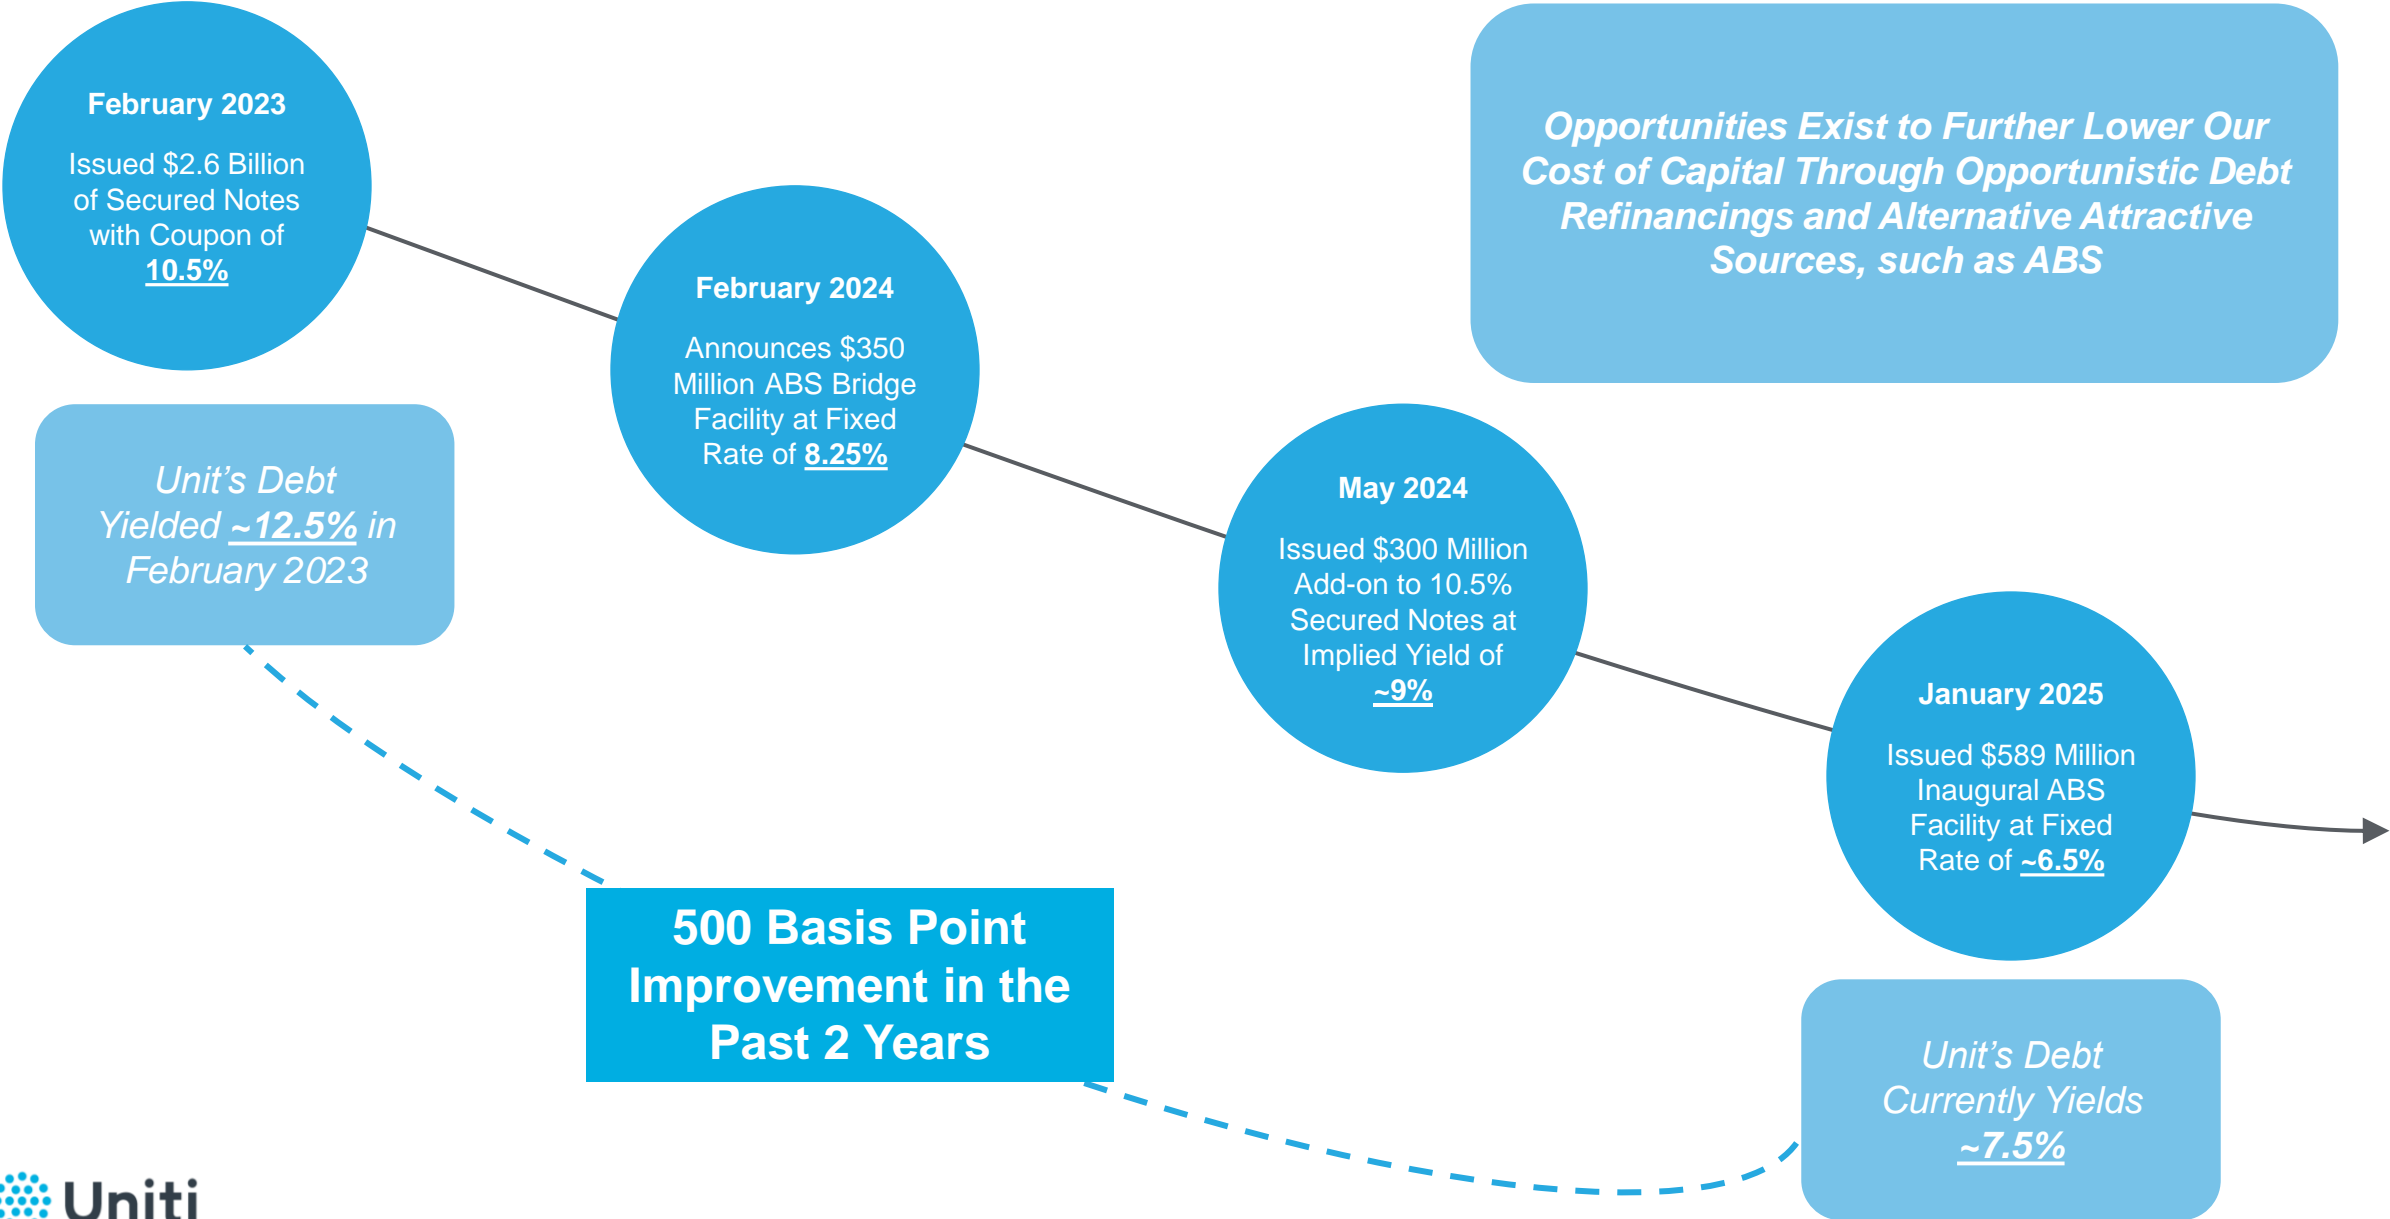 February 2023
Issued $2.6 Billion
of Secured Notes
with Coupon of
10.5%
Opportunities Exist to Further Lower Our
Cost of Capital Through Opportunistic Debt
Refinancings and Alternative Attractive
Sources, such as ABS
February 2024
Announces $350
Million ABS Bridge
Facility at Fixed
Rate of 8.25%
Unit’s Debt
Yielded ~12.5% in
February 2023
May 2024
Issued $300 Million
Add-on to 10.5%
Secured Notes at
Implied Yield of
~9%
January 2025
Issued $589 Million
Inaugural ABS
Facility at Fixed
Rate of ~6.5%
500 Basis Point
Improvement in the
Past 2 Years
Unit’s Debt
Currently Yields
~7.5%
Uniti